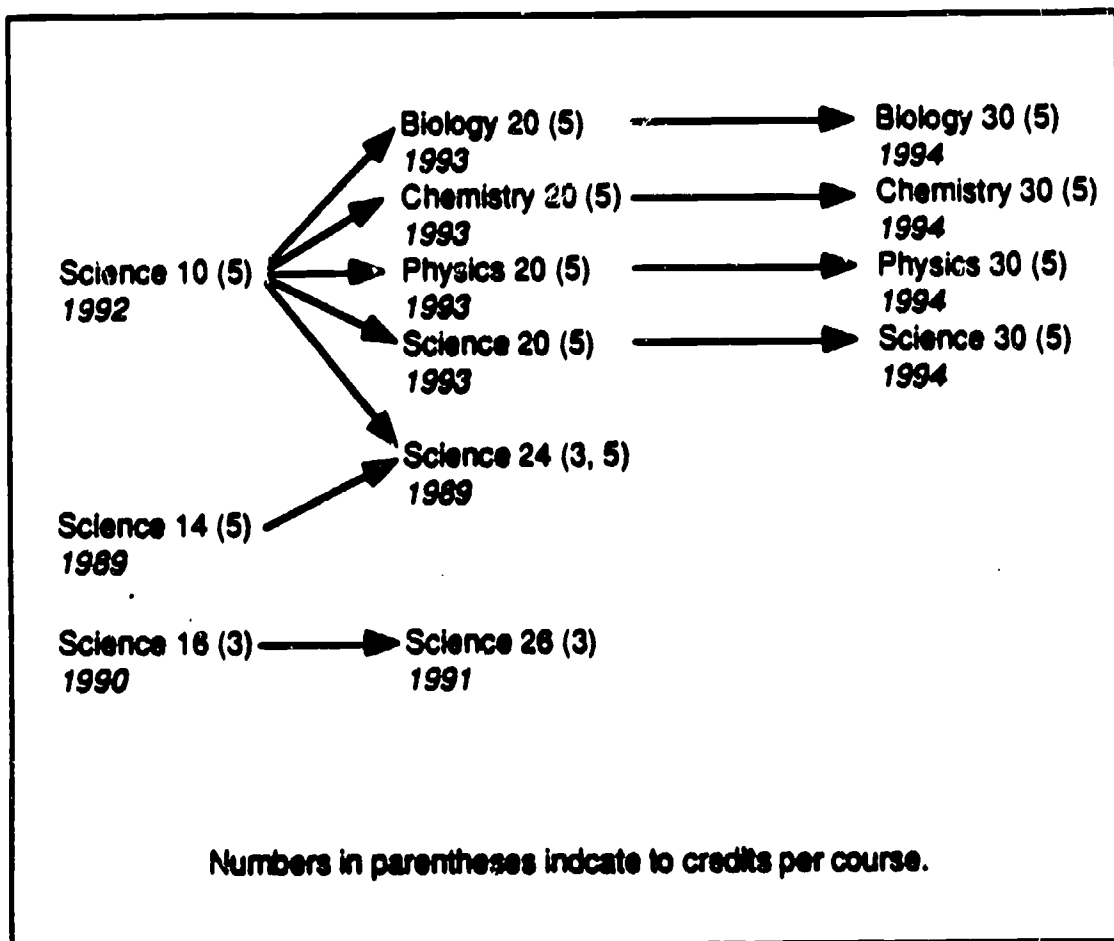 Biology 20 (5)
1993
Biology 30 (5)
1994
Chemistry 20 (5)
1993
Chemistry 30 (5)
1994
Science 10 (5)
1992
Physics 20 (5)
1993
Physics 30 (5)
1994
Science 20 (5)
1993
Science 30 (5)
1994
Science 24 (3, 5)
1989
Science 14 (5)
1989
Science 16 (3)
1990
Science 26 (3)
1991
Numbers in parentheses indcate to credits per course.